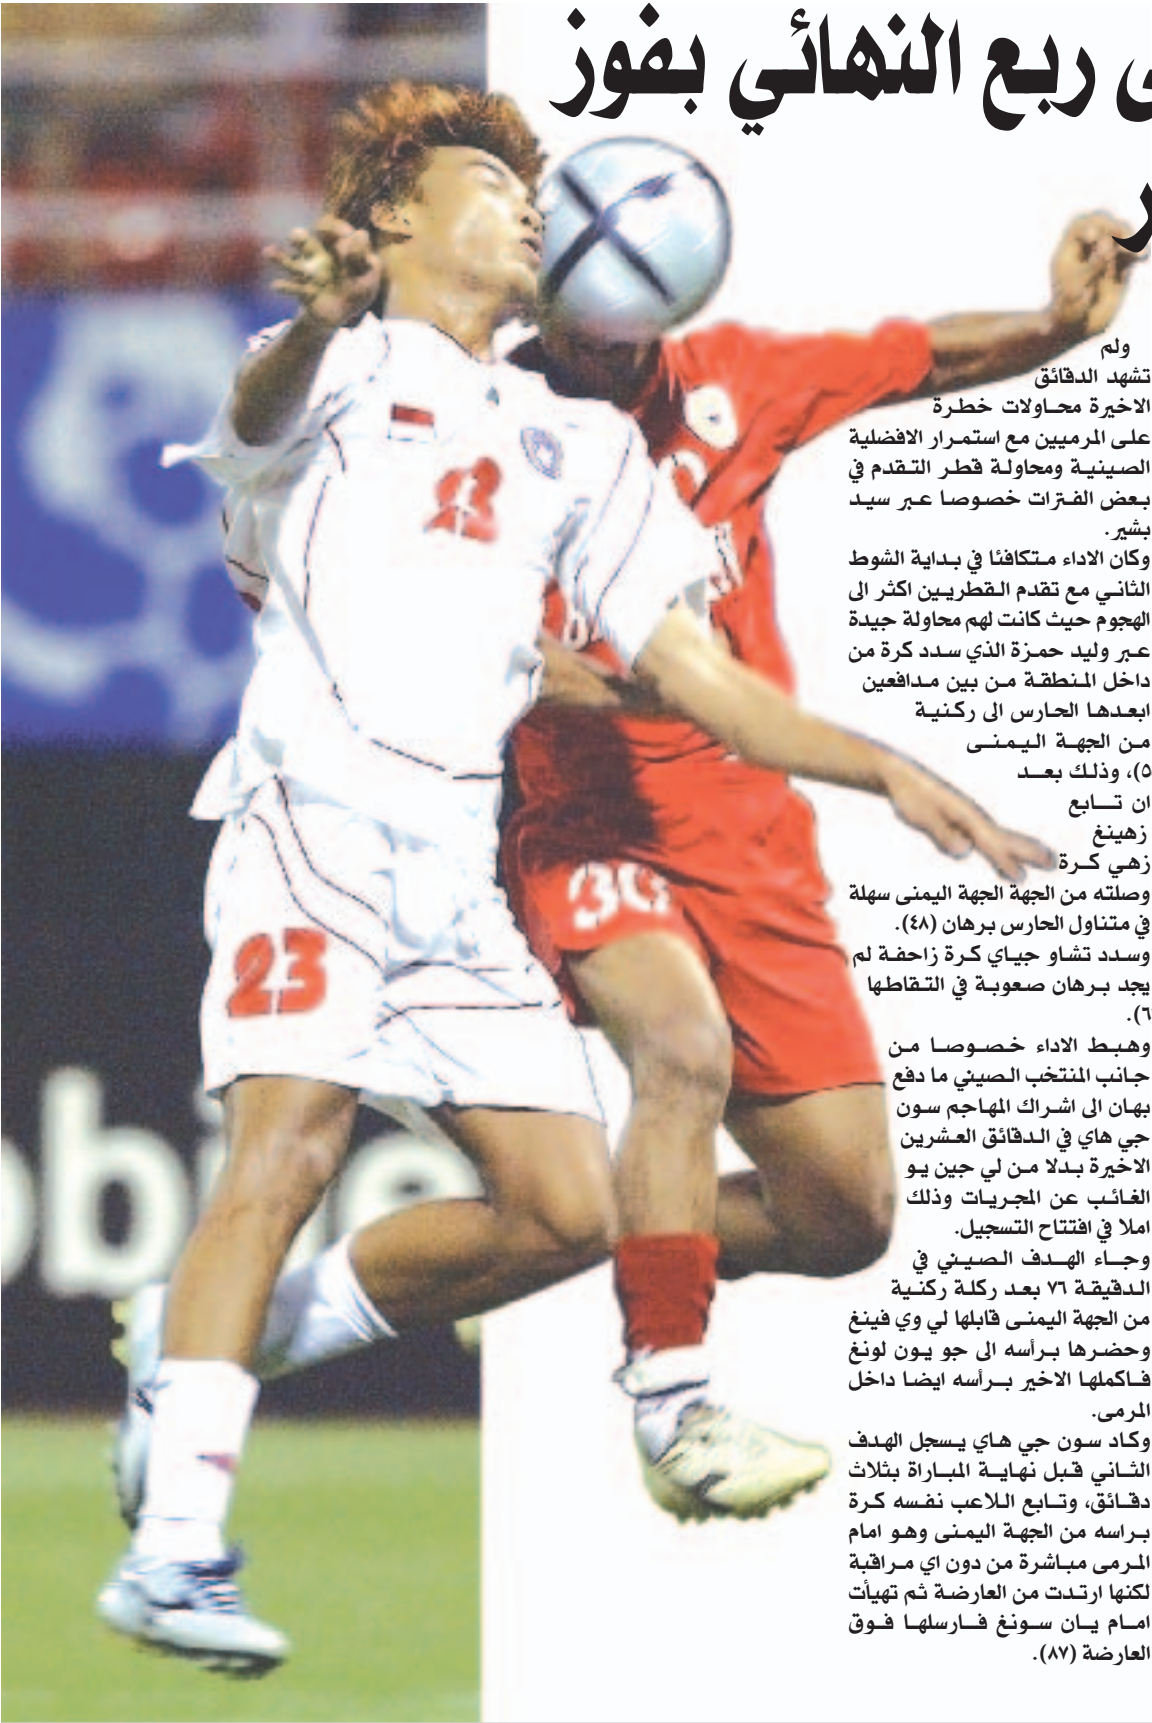 ى ربع النهائي بفوز
ر
ولم
تشهد الدقائق
الاخيرة محاولات خطرة
على المرميين مع استمرار الافضلية
الصينية ومحاولة قطر التقدم في
بعض الفترات خصوصا عبر سيد
بشير.
وكان الاداء متكافئا في بداية الشوط
الثاني مع تقدم القطريين اكثر الى
الهجوم حيث كانت لهم محاولة جيدة
عبر وليد حمزة الذي سدد كرة من
داخل المنطقة من بين مدافعين
ابعدها الحارس الى ركنية
من الجهة اليمنى
٥)، وذلك بعد
ان تابع
زهينغ
زهي كرة
وصلته من الجهة الجهة اليمنى سهلة
في متناول الحارس برهان (٤٨).
وسدد تشاو جياي كرة زاحفة لم
يجد برهان صعوبة في التقاطها
٦).
وهبط الاداء خصوصا من
جانب المنتخب الصيني ما دفع
بهان الى اشراك المهاجم سون
جي هاي في الدقائق العشرين
الاخيرة بدلا من لي جين يو
الغائب عن المجريات وذلك
املا في افتتاح التسجيل.
وجاء الهدف الصيني في
الدقيقة ٧٦ بعد ركلة ركنية
من الجهة اليمنى قابلها لي وي فينغ
وحضرها برأسه الى جو يون لونغ
فاكملها الاخير برأسه ايضا داخل
المرمى.
وكاد سون جي هاي يسجل الهدف
الثاني قبل نهاية المباراة بثلاث
دقائق، وتابع اللاعب نفسه كرة
براسه من الجهة اليمنى وهو امام
المرمى مباشرة من دون اي مراقبة
لكنها ارتدت من العارضة ثم تهيأت
امام يان سونغ فارسلها فوق
العارضة (٨٧).
23
30